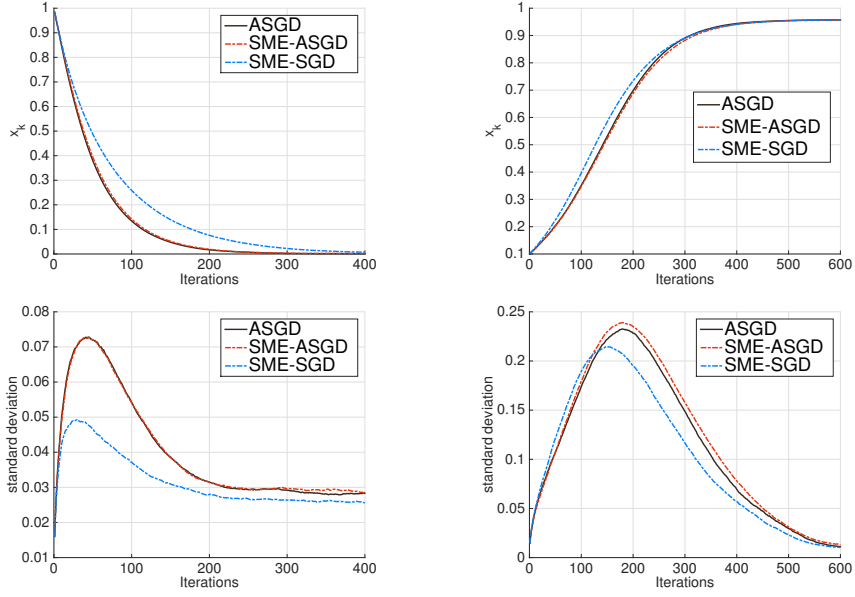 1
0.9
0.8
0.7
0.6
0.5
0.4
0.3
0.2
0.1
0
x_k
0
100
200
300
400
Iterations
ASGD
SME-ASGD
SME-SGD
1
0.9
0.8
0.7
0.6
0.5
0.4
0.3
0.2
0.1
x_k
0
100
200
300
400
500
600
Iterations
ASGD
SME-ASGD
SME-SGD
0.08
0.07
0.06
0.05
0.04
0.03
0.02
0.01
standard deviation
0
100
200
300
400
Iterations
ASGD
SME-ASGD
SME-SGD
0.25
0.2
0.15
0.1
0.05
0
standard deviation
0
100
200
300
400
500
600
Iterations
ASGD
SME-ASGD
SME-SGD